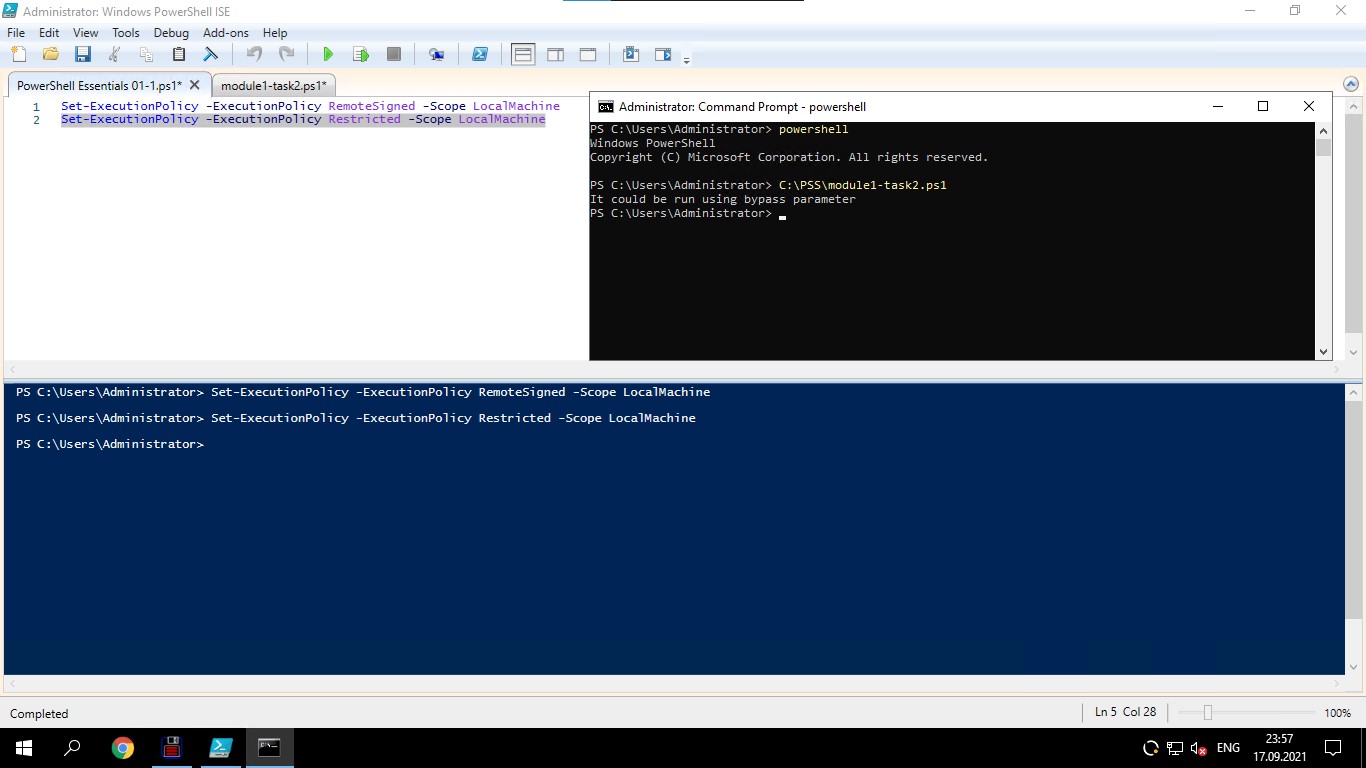 Administrator: Windows PowerShell ISE
File Edit View Tools Debug Add-ons Help
PowerShell Essentials 01-1.ps1* module1-task2.ps1*
1 Set-ExecutionPolicy -ExecutionPolicy RemoteSigned -Scope LocalMachine
2 Set-ExecutionPolicy -ExecutionPolicy Restricted -Scope LocalMachine
Administrator: Command Prompt - powershell
PS C:\Users\Administrator> powershell
Windows PowerShell
Copyright (C) Microsoft Corporation. All rights reserved.
PS C:\Users\Administrator> C:\PSS\module1-task2.ps1
It could be run using bypass parameter
PS C:\Users\Administrator>
PS C:\Users\Administrator> Set-ExecutionPolicy -ExecutionPolicy RemoteSigned -Scope LocalMachine
PS C:\Users\Administrator> Set-ExecutionPolicy -ExecutionPolicy Restricted -Scope LocalMachine
PS C:\Users\Administrator>
Completed
Ln 5 Col 28
100%
ENG
23:57
17.09.2021